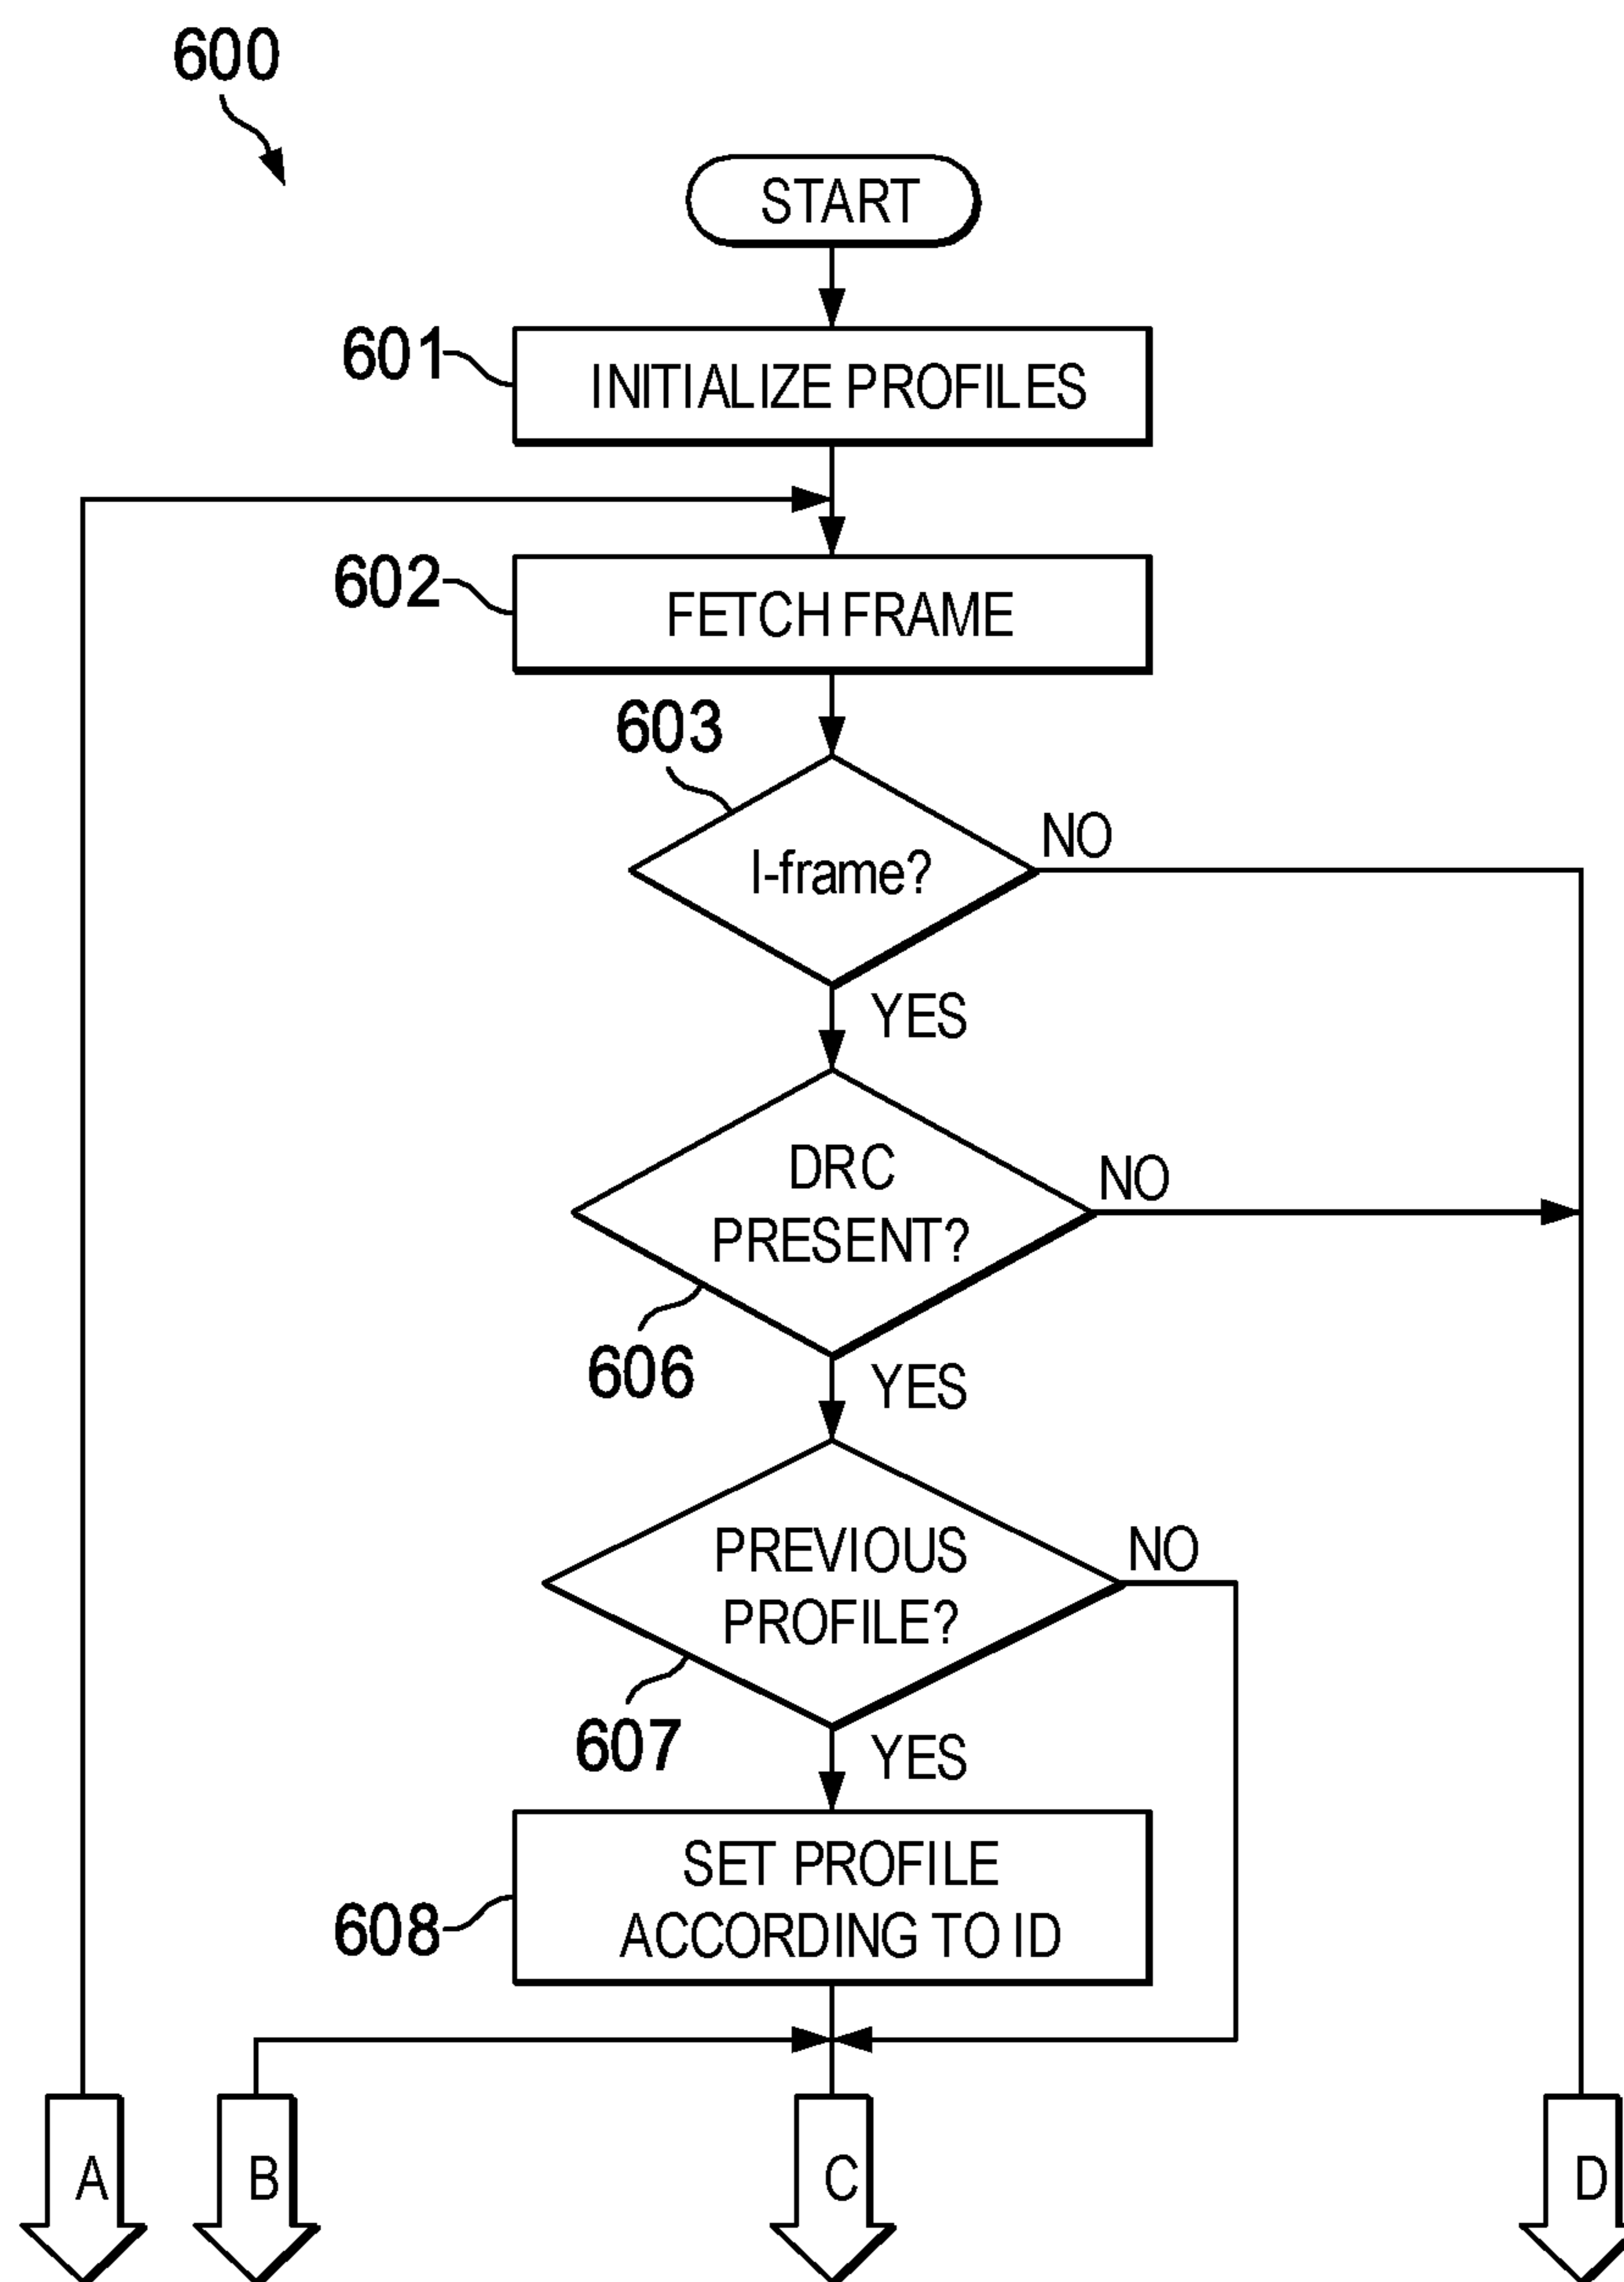 600
START
601
INITIALIZE PROFILES
602
FETCH FRAME
603
I-frame?
NO
YES
DRC
PRESENT?
NO
606
YES
PREVIOUS
PROFILE?
NO
607
YES
608
SET PROFILE
ACCORDING TO ID
A
B
C
D